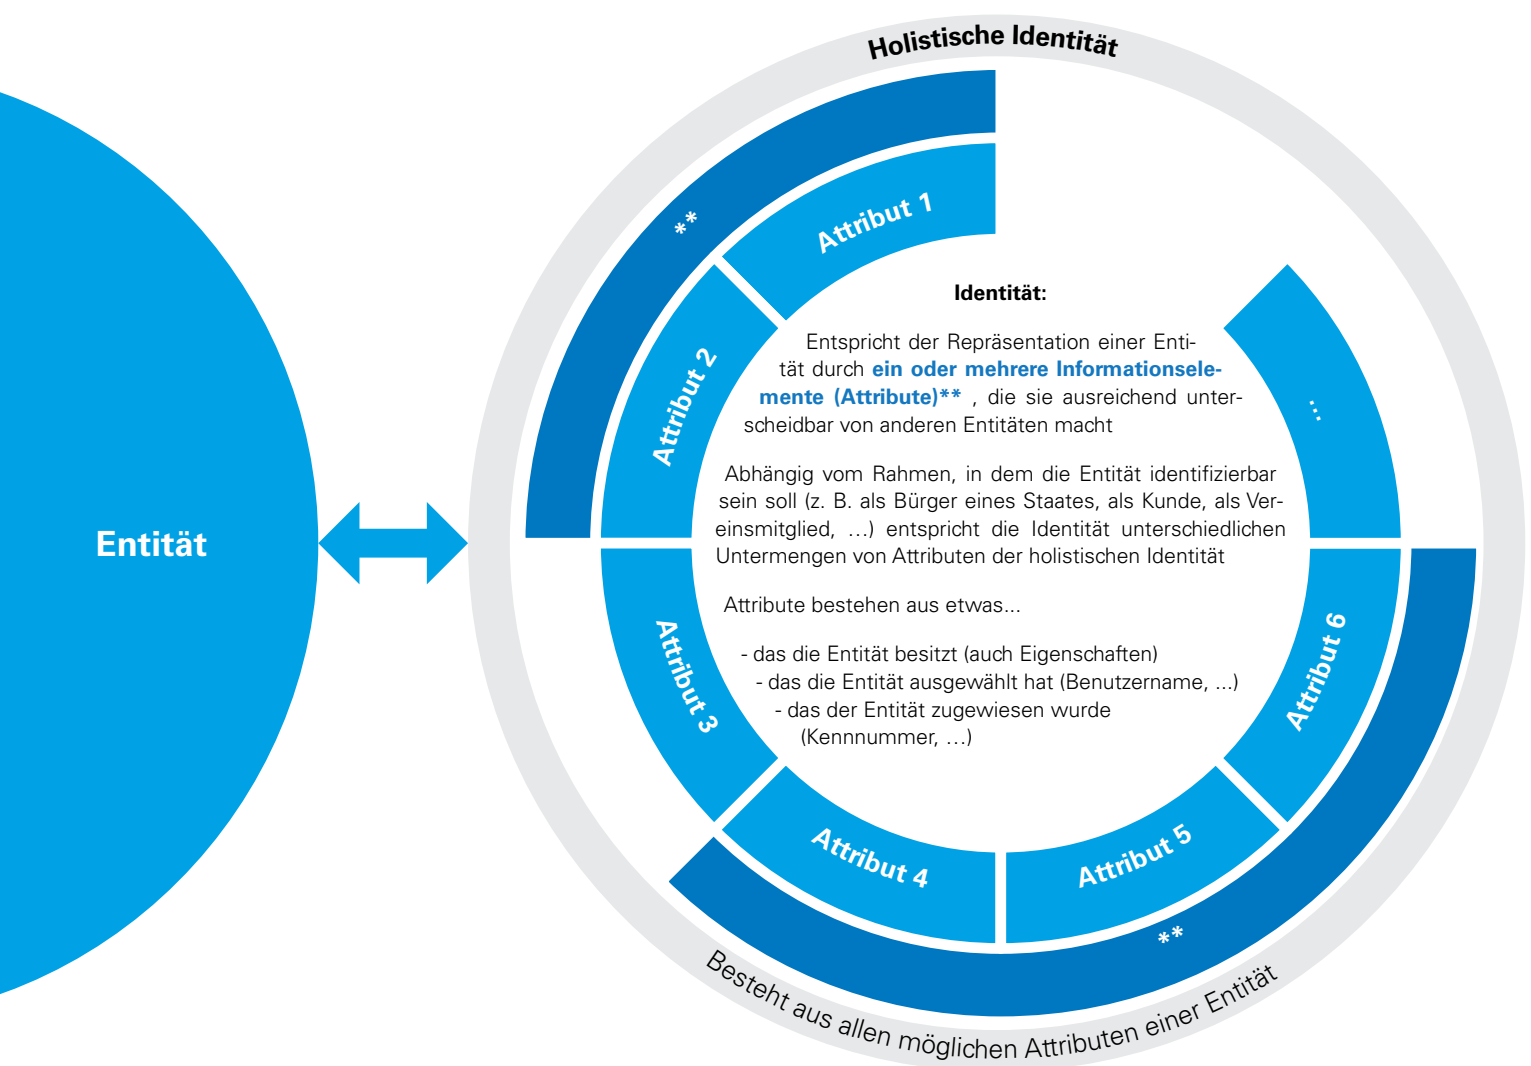 Holistische Identität
**
Attribut 1
Attribut 2
Identität:
Entspricht der Repräsentation einer Enti-
tät durch ein oder mehrere Informationsele-
mente (Attribute)** , die sie ausreichend unter-
scheidbar von anderen Entitäten macht
...
Abhängig vom Rahmen, in dem die Entität identifizierbar
sein soll (z. B. als Bürger eines Staates, als Kunde, als Ver-
einsmitglied, …) entspricht die Identität unterschiedlichen
Untermengen von Attributen der holistischen Identität
Entität
Attribute bestehen aus etwas...
- das die Entität besitzt (auch Eigenschaften)
- das die Entität ausgewählt hat (Benutzername, ...)
- das der Entität zugewiesen wurde
(Kennnummer, …)
Attribut 3
Attribut 4
Attribut 5
Attribut 6
**
Besteht aus allen möglichen Attributen einer Entität